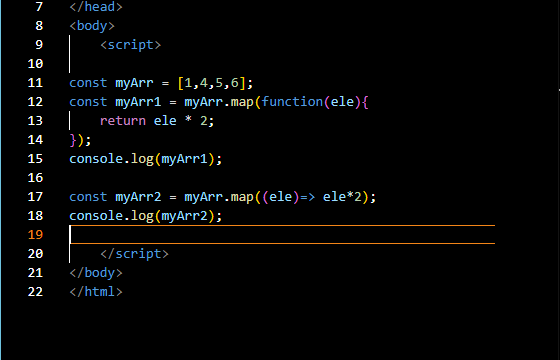 7 </head>
8 <body>
9 <script>
10
11 const myArr = [1,4,5,6];
12 const myArr1 = myArr.map(function(ele){
13 return ele * 2;
14 });
15 console.log(myArr1);
16
17 const myArr2 = myArr.map((ele)=> ele*2);
18 console.log(myArr2);
19
20 </script>
21 </body>
22 </html>